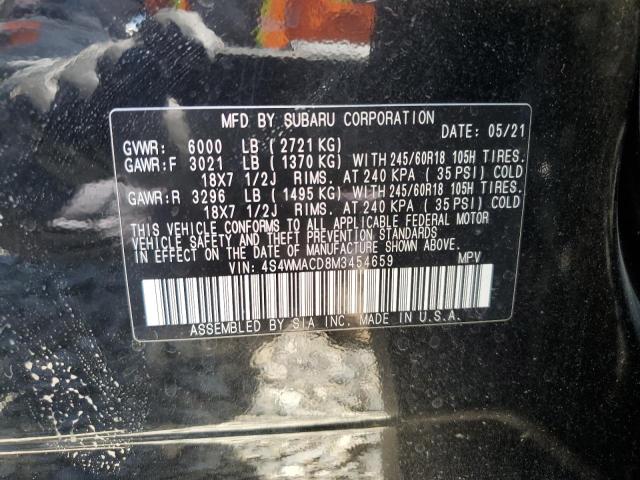 MFD BY SUBARU CORPORATION
DATE: 05/21
GVWR: 6000 LB (2721 KG)
GAWR:F 3021 LB (1370 KG) WITH 245/60R18 105H TIRES.
18X7 1/2J RIMS. AT 240 KPA ( 35 PSI) COLD
GAWR:R 3296 LB (1495 KG) WITH 245/60R18 105H TIRES.
18X7 1/2J RIMS. AT 240 KPA ( 35 PSI) COLD
THIS VEHICLE CONFORMS TO ALL APPLICABLE FEDERAL MOTOR
VEHICLE SAFETY AND THEFT PREVENTION STANDARDS
IN EFFECT ON THE DATE OF MANUFACTURE SHOWN ABOVE.
VIN: 4S4WMACD8M3454659 MPV
ASSEMBLED BY SIA INC. MADE IN U.S.A.